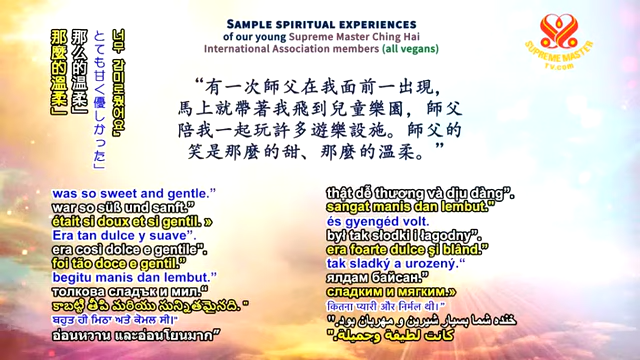 SAMPLE SPIRITUAL EXPERIENCES
of our young Supreme Master Ching Hai
International Association members (all vegans)
SUPREME MASTER
TV.COM
“有一次師父在我面前一出現，
馬上就帶著我飛到兒童樂園，師父
陪我一起玩許多遊樂設施。師父的
笑是那麼的甜、那麼的溫柔。”
너무 감미로웠어요."
とても甘く優しかった」
那么的温柔」
那麼的溫柔」
was so sweet and gentle.”
war so süß und sanft.”
était si doux et si gentil. »
Era tan dulce y suave”.
era così dolce e gentile".
foi tão doce e gentil.”
begitu manis dan lembut.”
толкова сладък и мил.“
కాబట్టి తీపి మరియు సున్నితమైనది. "
ਬਹੁਤ ਹੀ ਮਿਠਾ ਅਤੇ ਕੋਮਲ ਸੀ।"
อ่อนหวาน และอ่อนโยนมาก”
thật dễ thương và dịu dàng”.
sangat manis dan lembut."
és gyengéd volt.
był tak słodki i łagodny”.
era foarte dulce şi blând.”
tak sladký a urozený.“
ялдам байсан.”
сладким и мягким.»
कितना प्यारी और निर्मल थी।"
خنده شما بسیار شیرین و مهربان بود."
كانت لطيفة وجميلة."